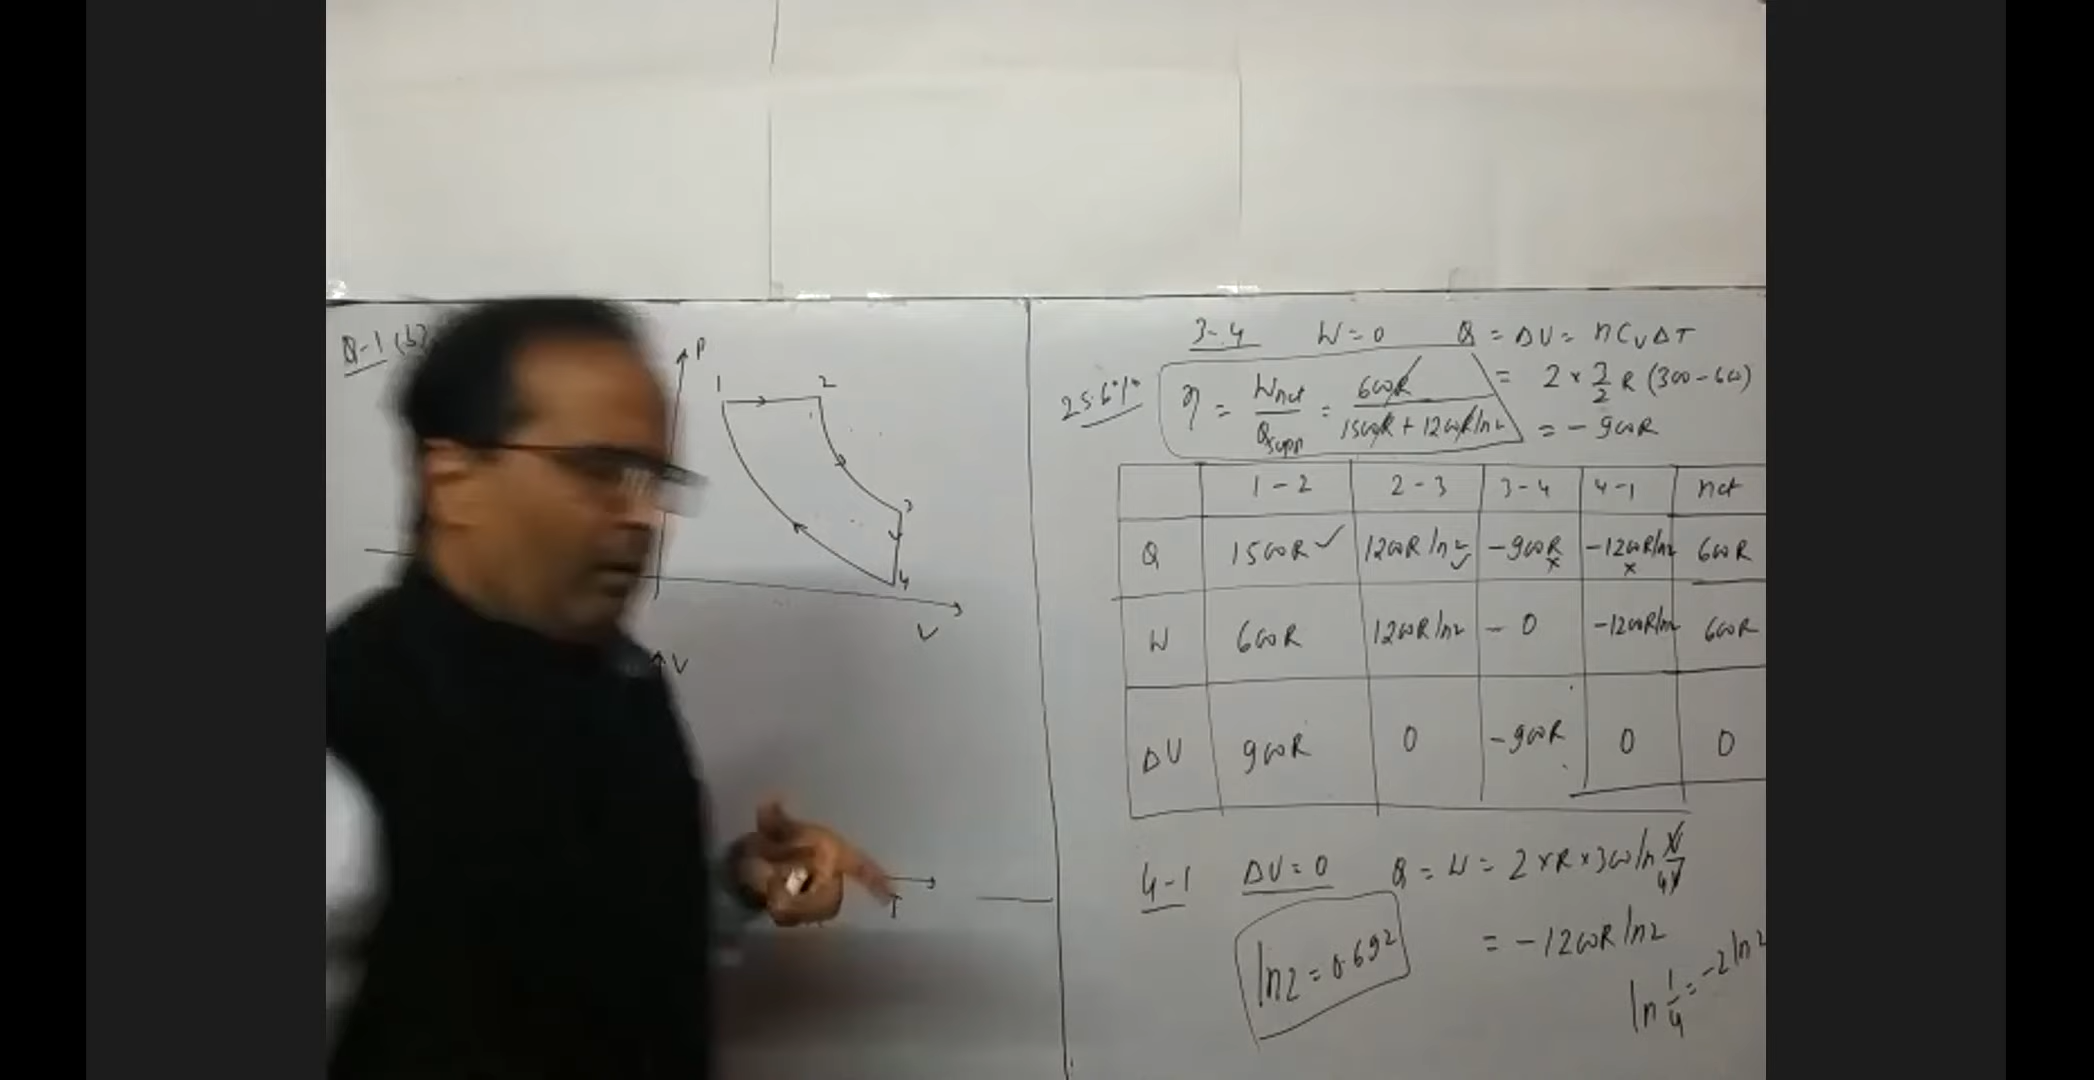 Q-1 (b)
P
1
2
3
4
V
V
T
3-4 W=0 Q = ΔU = nCvΔT
= 2 × 3/2 R (300-600)
= -900R
25.6%
η = Wnet/Qsupp = 600R/1500R + 1200R ln2
1-2 2-3 3-4 4-1 net
Q 1500R ✓ 1200R ln2 ✓ -900R × -1200R ln2 × 600R
W 600R 1200R ln2 - 0 -1200R ln2 600R
ΔU 900R 0 -900R 0 0
4-1 ΔU=0 Q = W = 2×R×300 ln V/4V
= -1200R ln2
ln2 = 0.692
ln 1/4 = -2 ln2